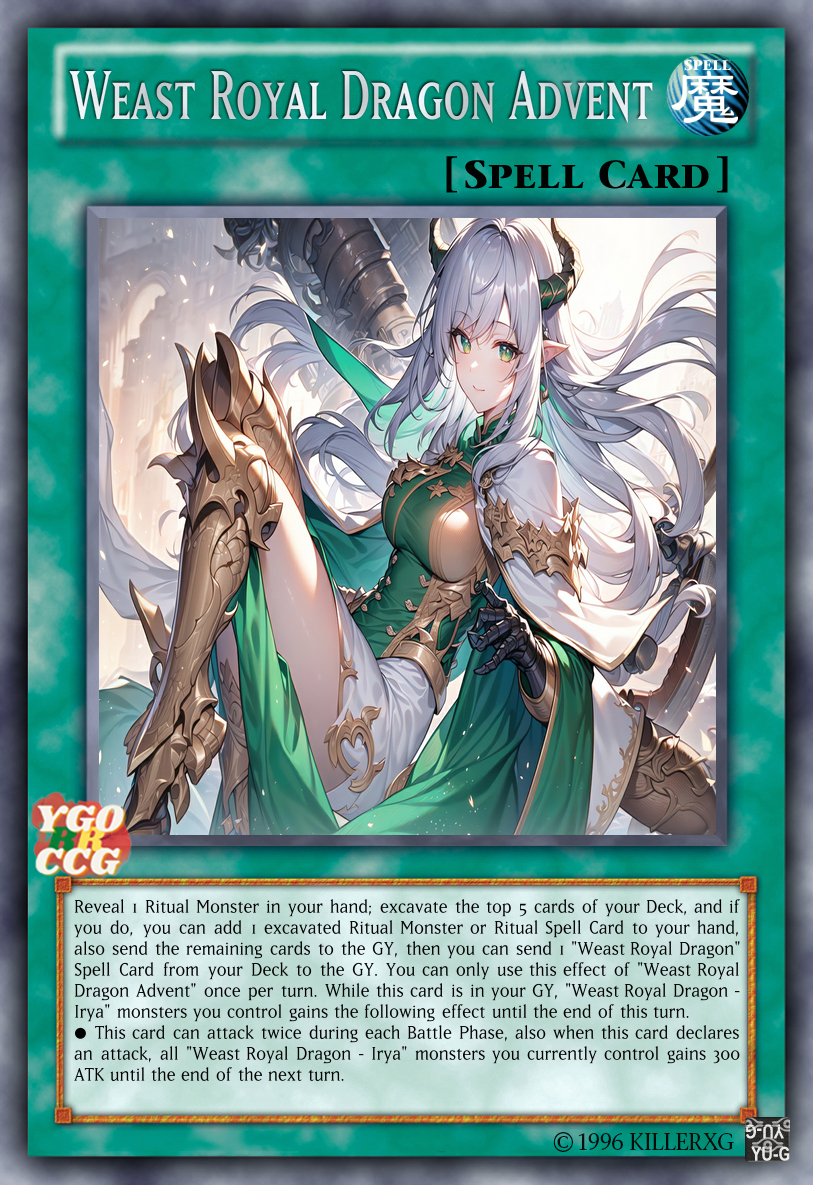 Weast Royal Dragon Advent
SPELL
魔
[Spell Card]
YGO
CCG
Reveal 1 Ritual Monster in your hand; excavate the top 5 cards of your Deck, and if
you do, you can add 1 excavated Ritual Monster or Ritual Spell Card to your hand,
also send the remaining cards to the GY, then you can send 1 "Weast Royal Dragon"
Spell Card from your Deck to the GY. You can only use this effect of "Weast Royal
Dragon Advent" once per turn. While this card is in your GY, "Weast Royal Dragon -
Irya" monsters you control gains the following effect until the end of this turn.
● This card can attack twice during each Battle Phase, also when this card declares
an attack, all "Weast Royal Dragon - Irya" monsters you currently control gains 300
ATK until the end of the next turn.
© 1996 KILLERXG
YU-G